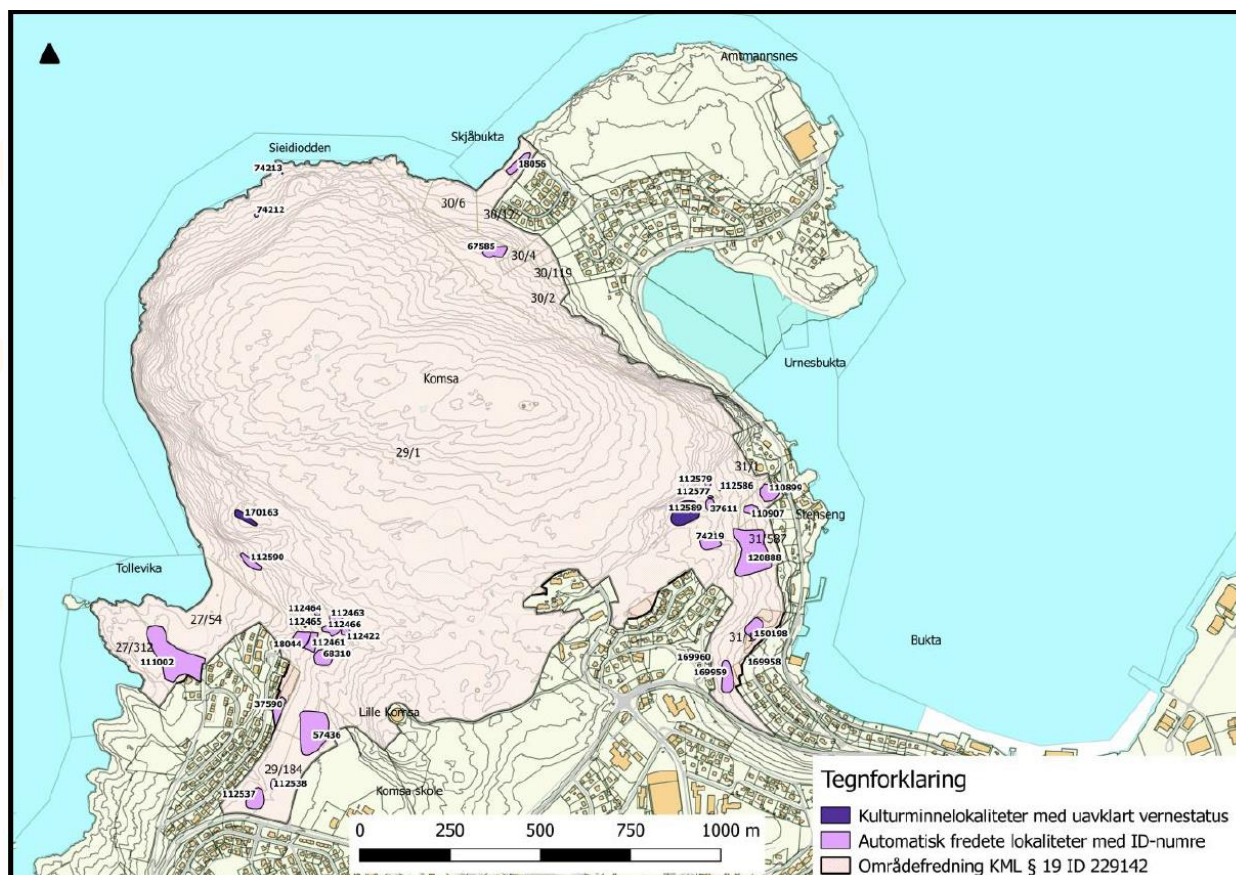 Amtmannsnes
Skjåbukta
Sieidiodden
74213
18056
30/6
74212
30/12
67585
30/4
30/119
30/2
Urnesbukta
Komsa
29/1
31/1
112579
112577
112586
110899
112589
37611
110907
Stenseng
170163
31/587
74219
120888
112590
Tollevika
112464
112463
27/54
112465
112466
112422
27/312
18044
112461
31/1
150198
Bukta
111002
68310
169960
169958
169959
37590
Lille Komsa
57436
29/184
112538
112537
Komsa skole
Tegnforklaring
Kulturminnelokaliteter med uavklart vernestatus
0 250 500 750 1000 m
Automatisk fredete lokaliteter med ID-numre
Områdefredning KML § 19 ID 229142